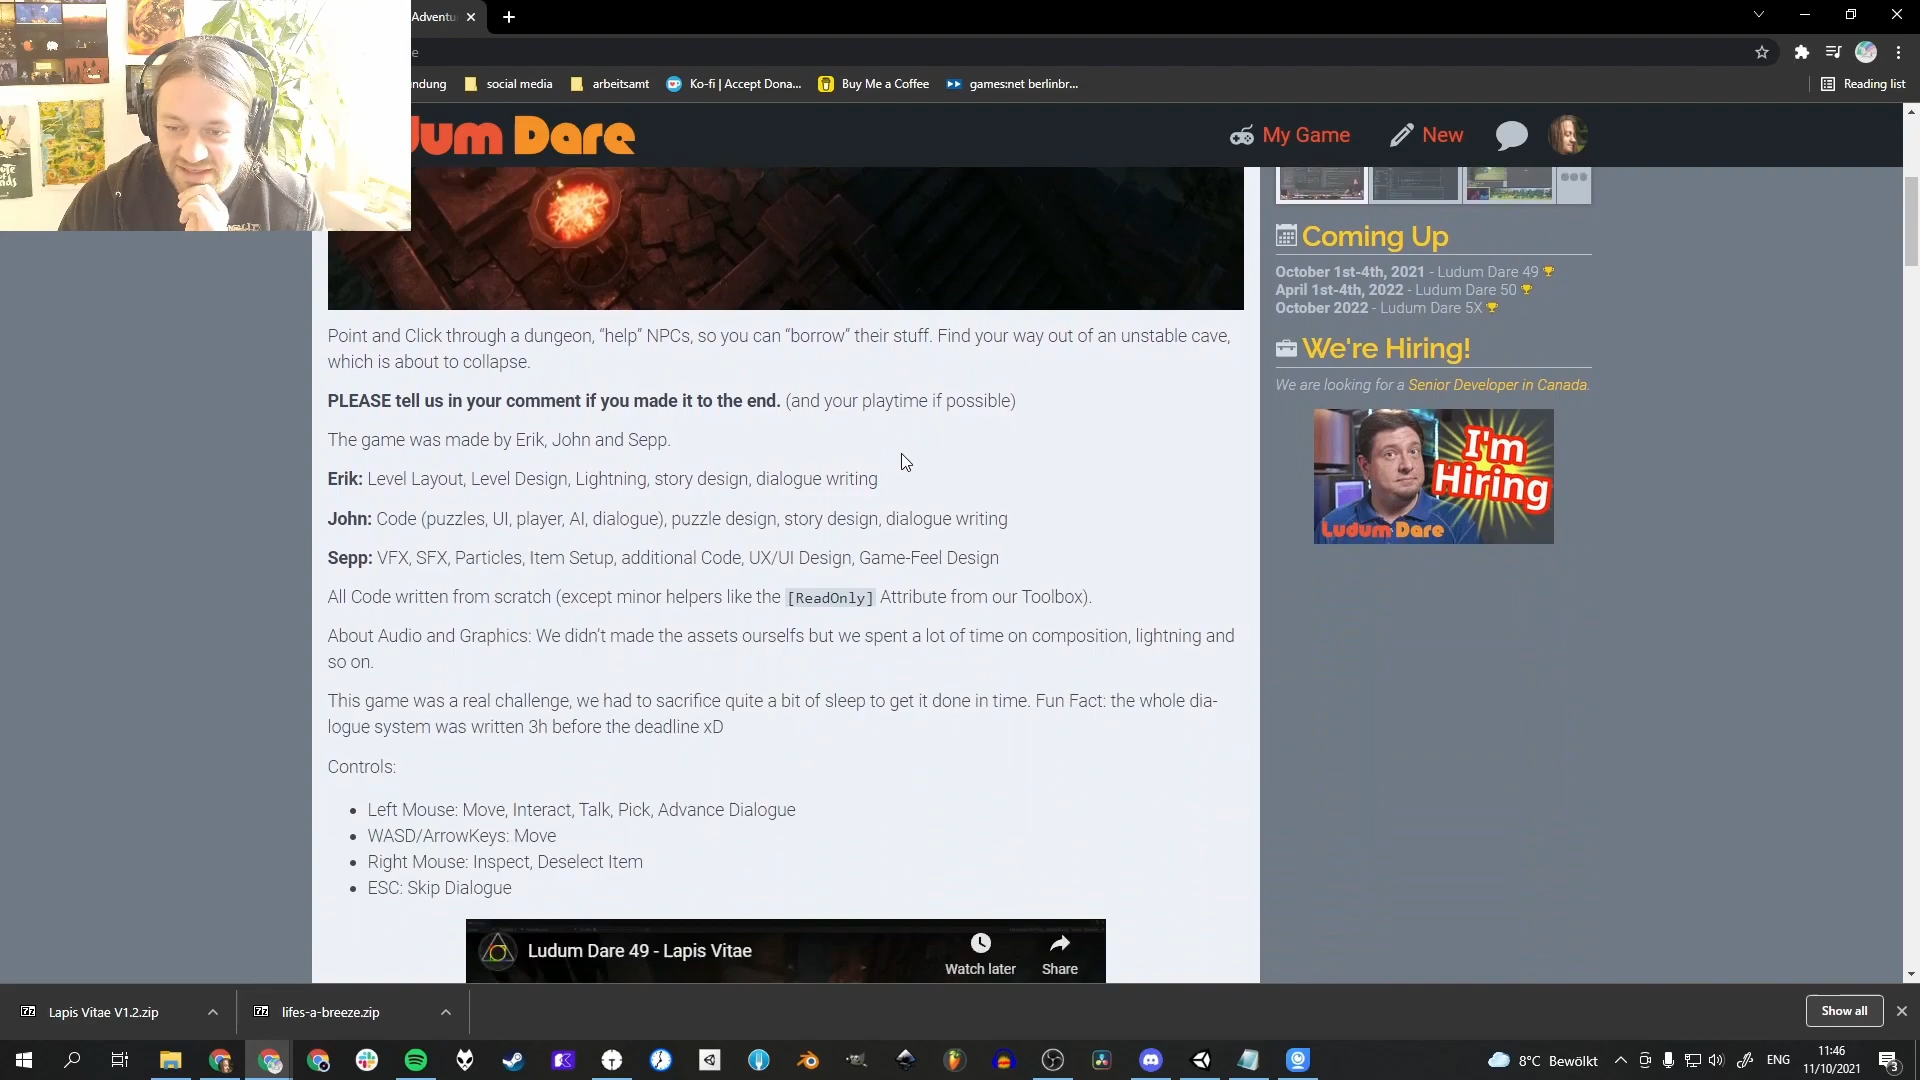 Adventu
ndung
social media
arbeitsamt
Ko-fi | Accept Dona...
Buy Me a Coffee
games:net berlinbr...
Reading list
dum Dare
My Game
New
Point and Click through a dungeon, “help” NPCs, so you can “borrow” their stuff. Find your way out of an unstable cave,
which is about to collapse.
PLEASE tell us in your comment if you made it to the end. (and your playtime if possible)
The game was made by Erik, John and Sepp.
Erik: Level Layout, Level Design, Lightning, story design, dialogue writing
John: Code (puzzles, UI, player, AI, dialogue), puzzle design, story design, dialogue writing
Sepp: VFX, SFX, Particles, Item Setup, additional Code, UX/UI Design, Game-Feel Design
All Code written from scratch (except minor helpers like the [ReadOnly] Attribute from our Toolbox).
About Audio and Graphics: We didn't made the assets ourselfs but we spent a lot of time on composition, lightning and
so on.
This game was a real challenge, we had to sacrifice quite a bit of sleep to get it done in time. Fun Fact: the whole dia-
logue system was written 3h before the deadline xD
Controls:
• Left Mouse: Move, Interact, Talk, Pick, Advance Dialogue
• WASD/ArrowKeys: Move
• Right Mouse: Inspect, Deselect Item
• ESC: Skip Dialogue
Ludum Dare 49 - Lapis Vitae
Watch later
Share
Coming Up
October 1st-4th, 2021 - Ludum Dare 49
April 1st-4th, 2022 - Ludum Dare 50
October 2022 - Ludum Dare 5X
We're Hiring!
We are looking for a Senior Developer in Canada.
I'm
Hiring
Ludum Dare
Lapis Vitae V1.2.zip
lifes-a-breeze.zip
Show all
8°C Bewölkt
ENG
11:46
11/10/2021
3